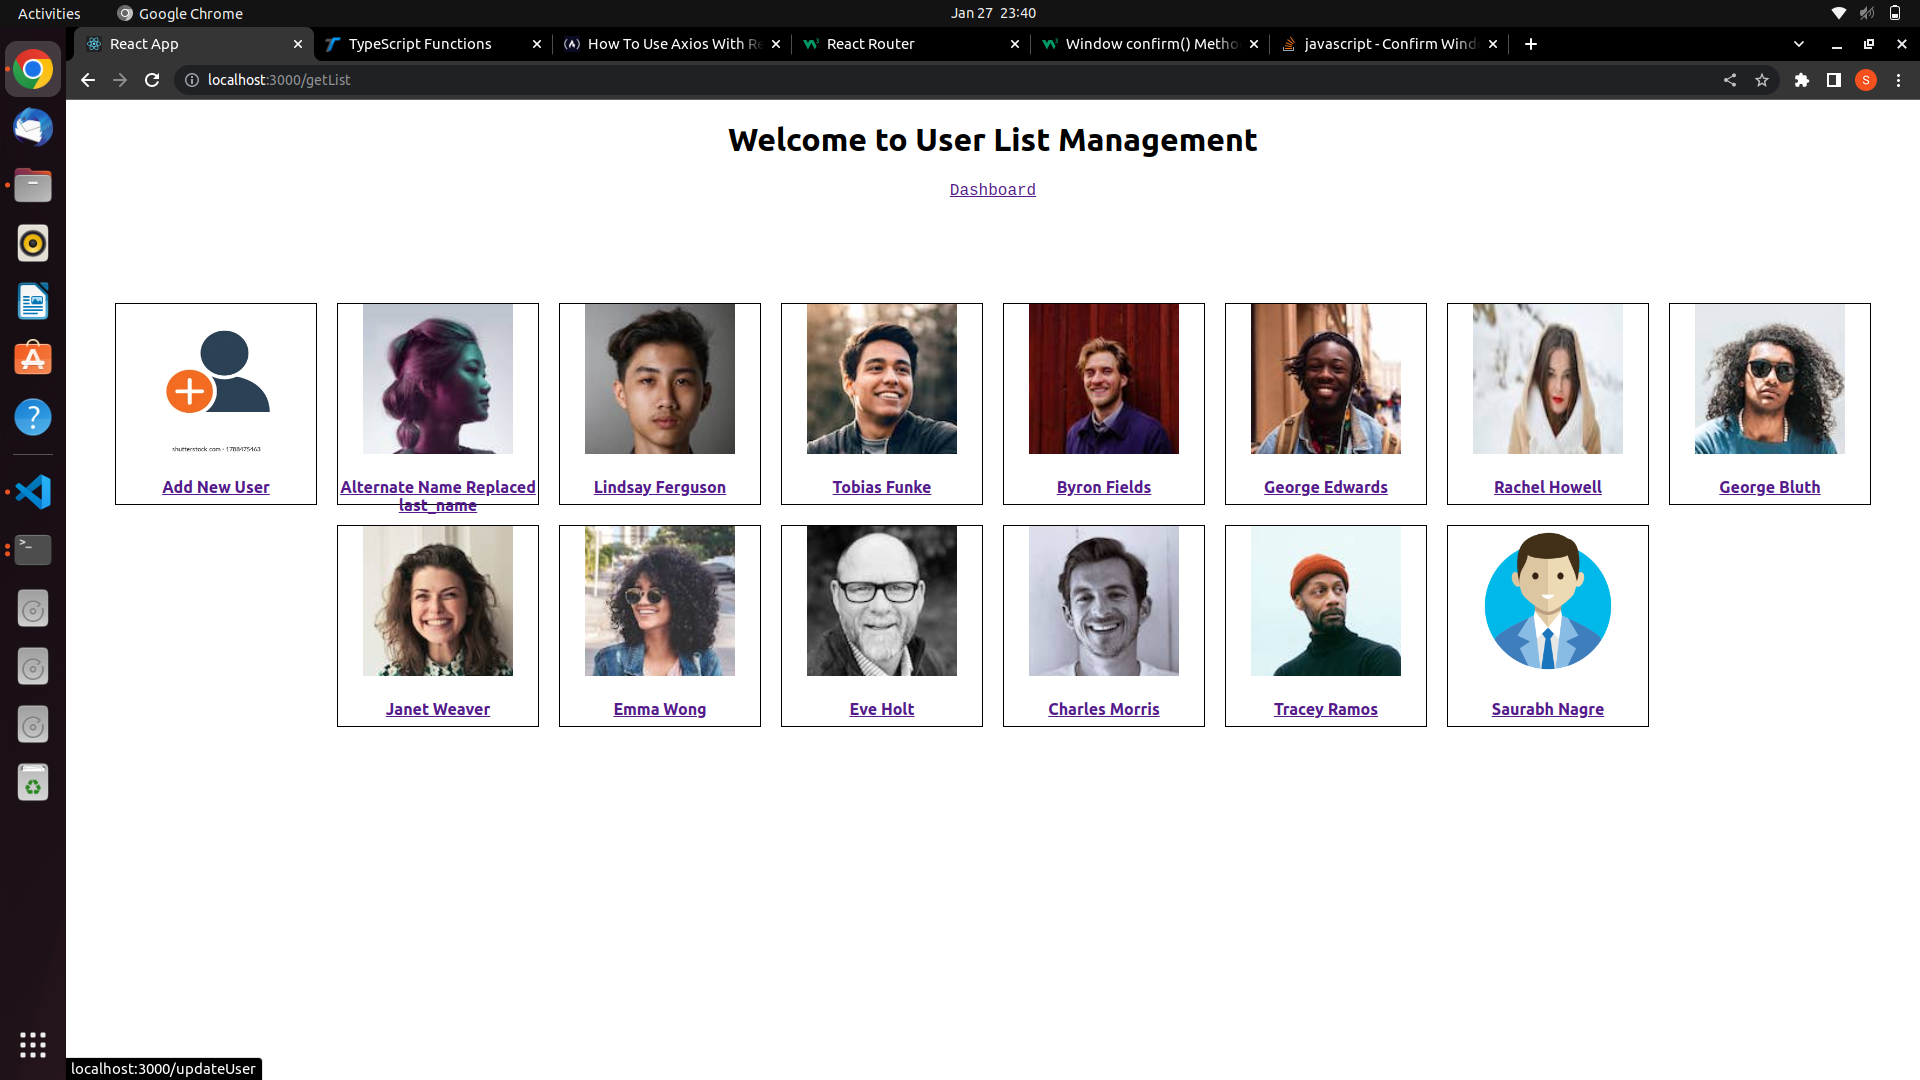 Activities
Google Chrome
Jan 27 23:40
React App
TypeScript Functions
How To Use Axios With Re
React Router
Window confirm() Metho
javascript - Confirm Wind
localhost:3000/getList
S
Welcome to User List Management
Dashboard
shutterstock.com · 1788475463
Add New User
Alternate Name Replaced
last_name
Lindsay Ferguson
Tobias Funke
Byron Fields
George Edwards
Rachel Howell
George Bluth
Janet Weaver
Emma Wong
Eve Holt
Charles Morris
Tracey Ramos
Saurabh Nagre
localhost:3000/updateUser